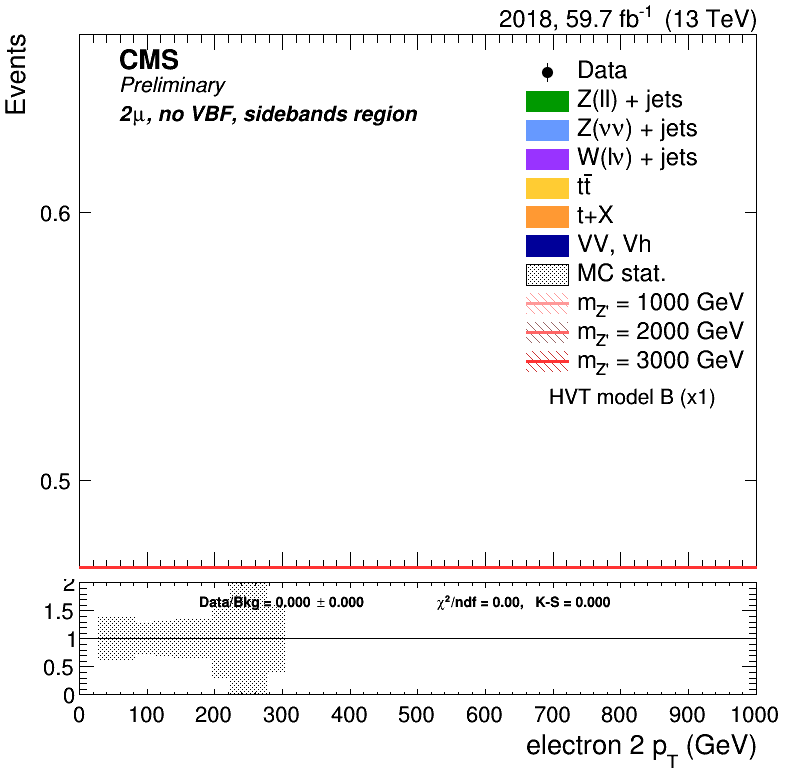 2018, 59.7 fb⁻¹ (13 TeV)
Events
CMS
Preliminary
2μ, no VBF, sidebands region
Data
Z(ll) + jets
Z(νν) + jets
W(lν) + jets
tt̄
t+X
VV, Vh
MC stat.
m_Z' = 1000 GeV
m_Z' = 2000 GeV
m_Z' = 3000 GeV
HVT model B (x1)
0.6
0.5
Data/Bkg = 0.000 ± 0.000
χ²/ndf = 0.00, K-S = 0.000
2
1.5
1
0.5
0
0 100 200 300 400 500 600 700 800 900 1000
electron 2 p_T (GeV)